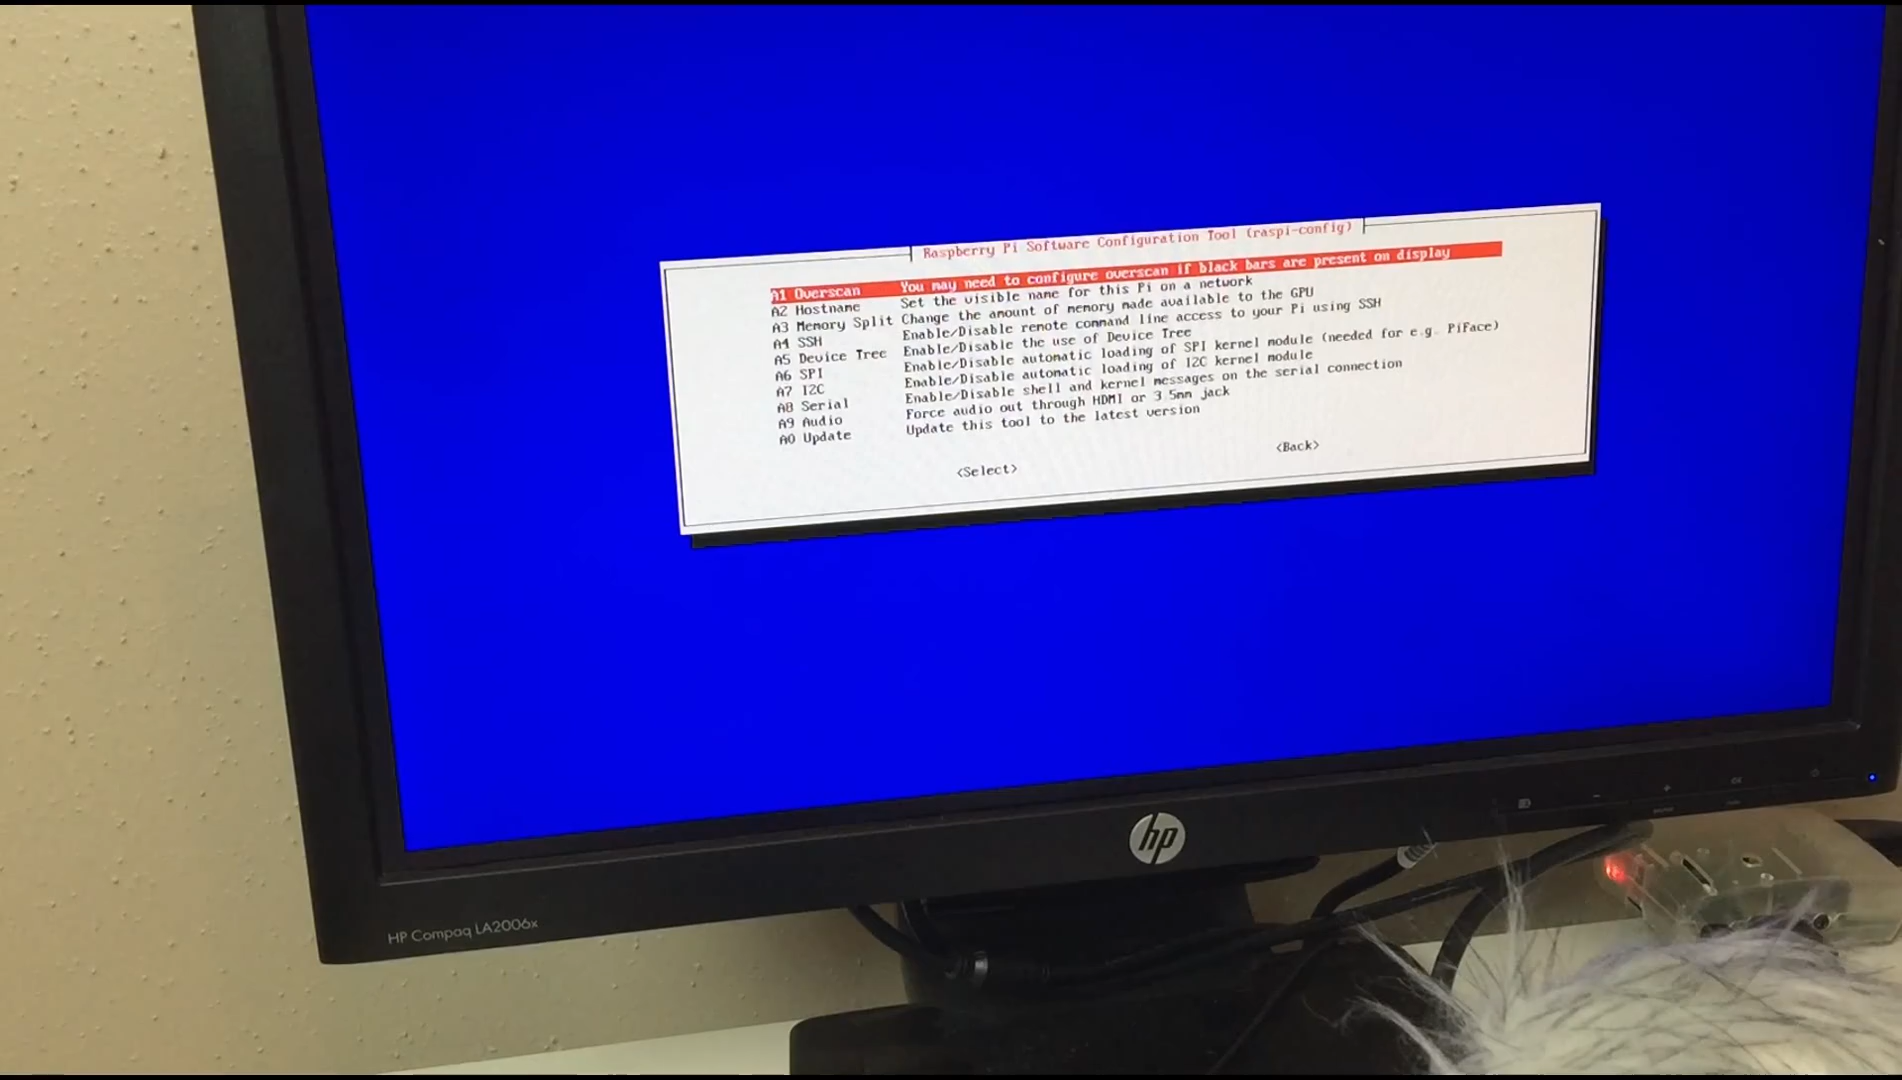 Raspberry Pi Software Configuration Tool (raspi-config)
A1 Overscan You may need to configure overscan if black bars are present on display
A2 Hostname Set the visible name for this Pi on a network
A3 Memory Split Change the amount of memory made available to the GPU
A4 SSH Enable/Disable remote command line access to your Pi using SSH
A5 Device Tree Enable/Disable the use of Device Tree
A6 SPI Enable/Disable automatic loading of SPI kernel module (needed for e.g. PiFace)
A7 I2C Enable/Disable automatic loading of I2C kernel module
A8 Serial Enable/Disable shell and kernel messages on the serial connection
A9 Audio Force audio out through HDMI or 3.5mm jack
A0 Update Update this tool to the latest version
<Select> <Back>
hp
HP Compaq LA2006x